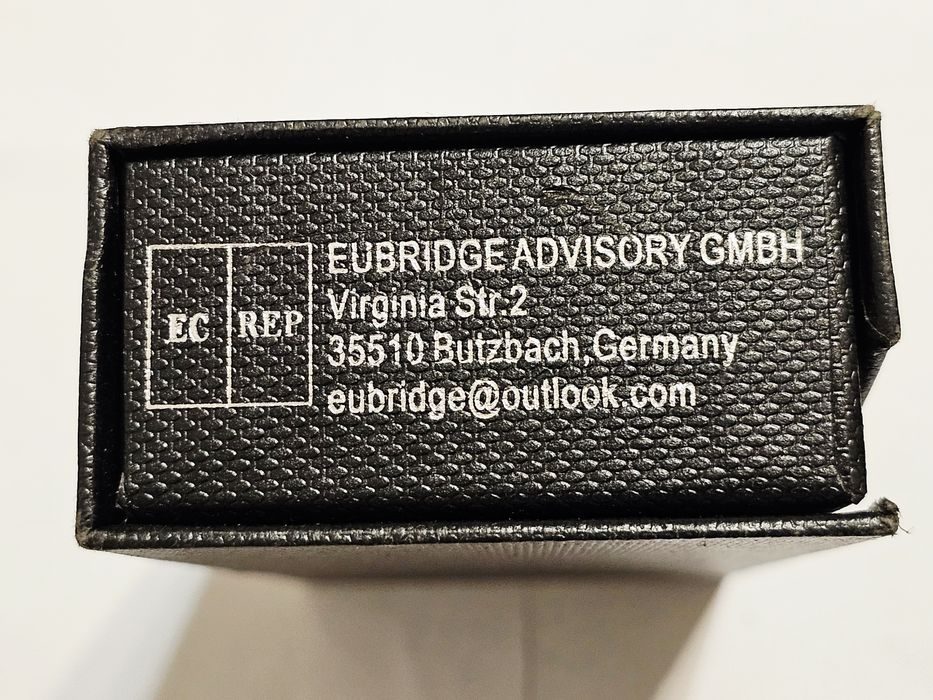 EC REP
EUBRIDGE ADVISORY GMBH
Virginia Str.2
35510 Butzbach,Germany
eubridge@outlook.com